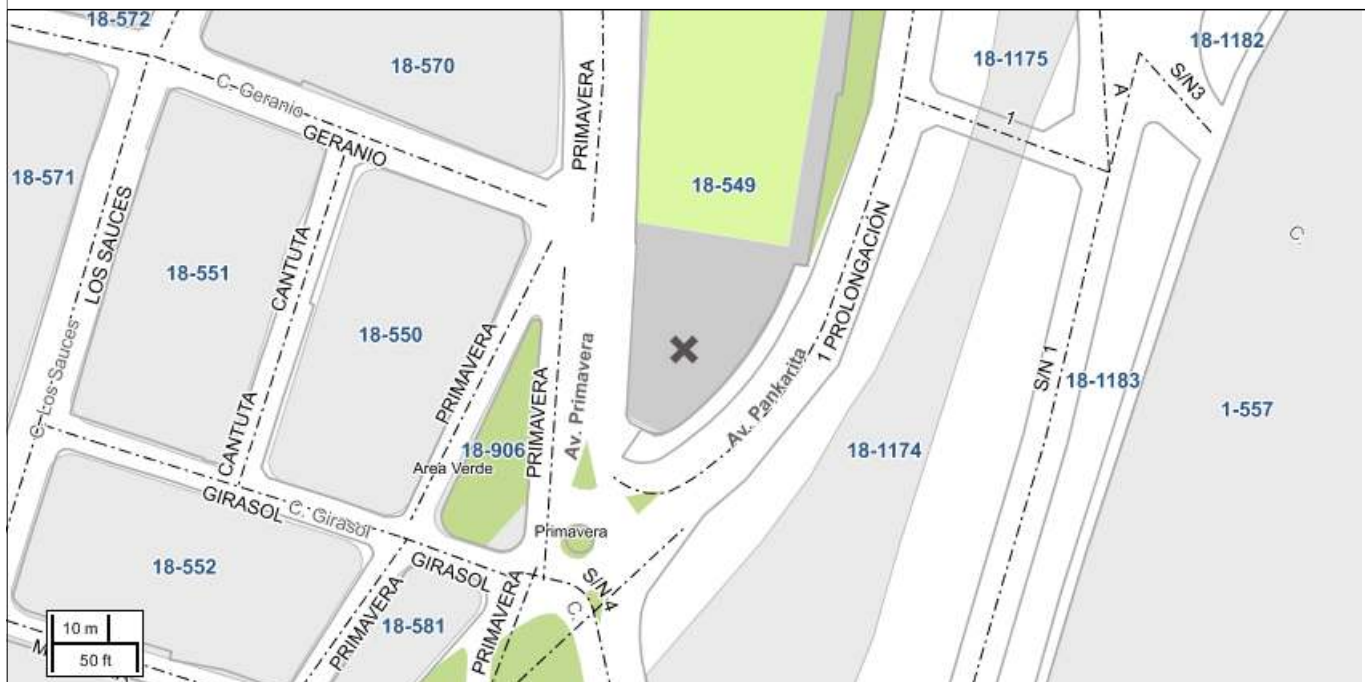 18-572
18-570
18-1175
18-1182
S/N3
A
1
C. Geranio
GERANIO
PRIMAVERA
18-549
18-571
LOS SAUCES
18-551
CANTUTA
18-550
PRIMAVERA
1 PROLONGACIÓN
C.
C. Los Sauces
CANTUTA
PRIMAVERA
Av. Primavera
Av. Pankarita
S/N 1
18-1183
1-557
18-906
Area Verde
18-1174
GIRASOL
C. Girasol
Primavera
18-552
GIRASOL
S/N 4
C.
PRIMAVERA
18-581
PRIMAVERA
10 m
50 ft